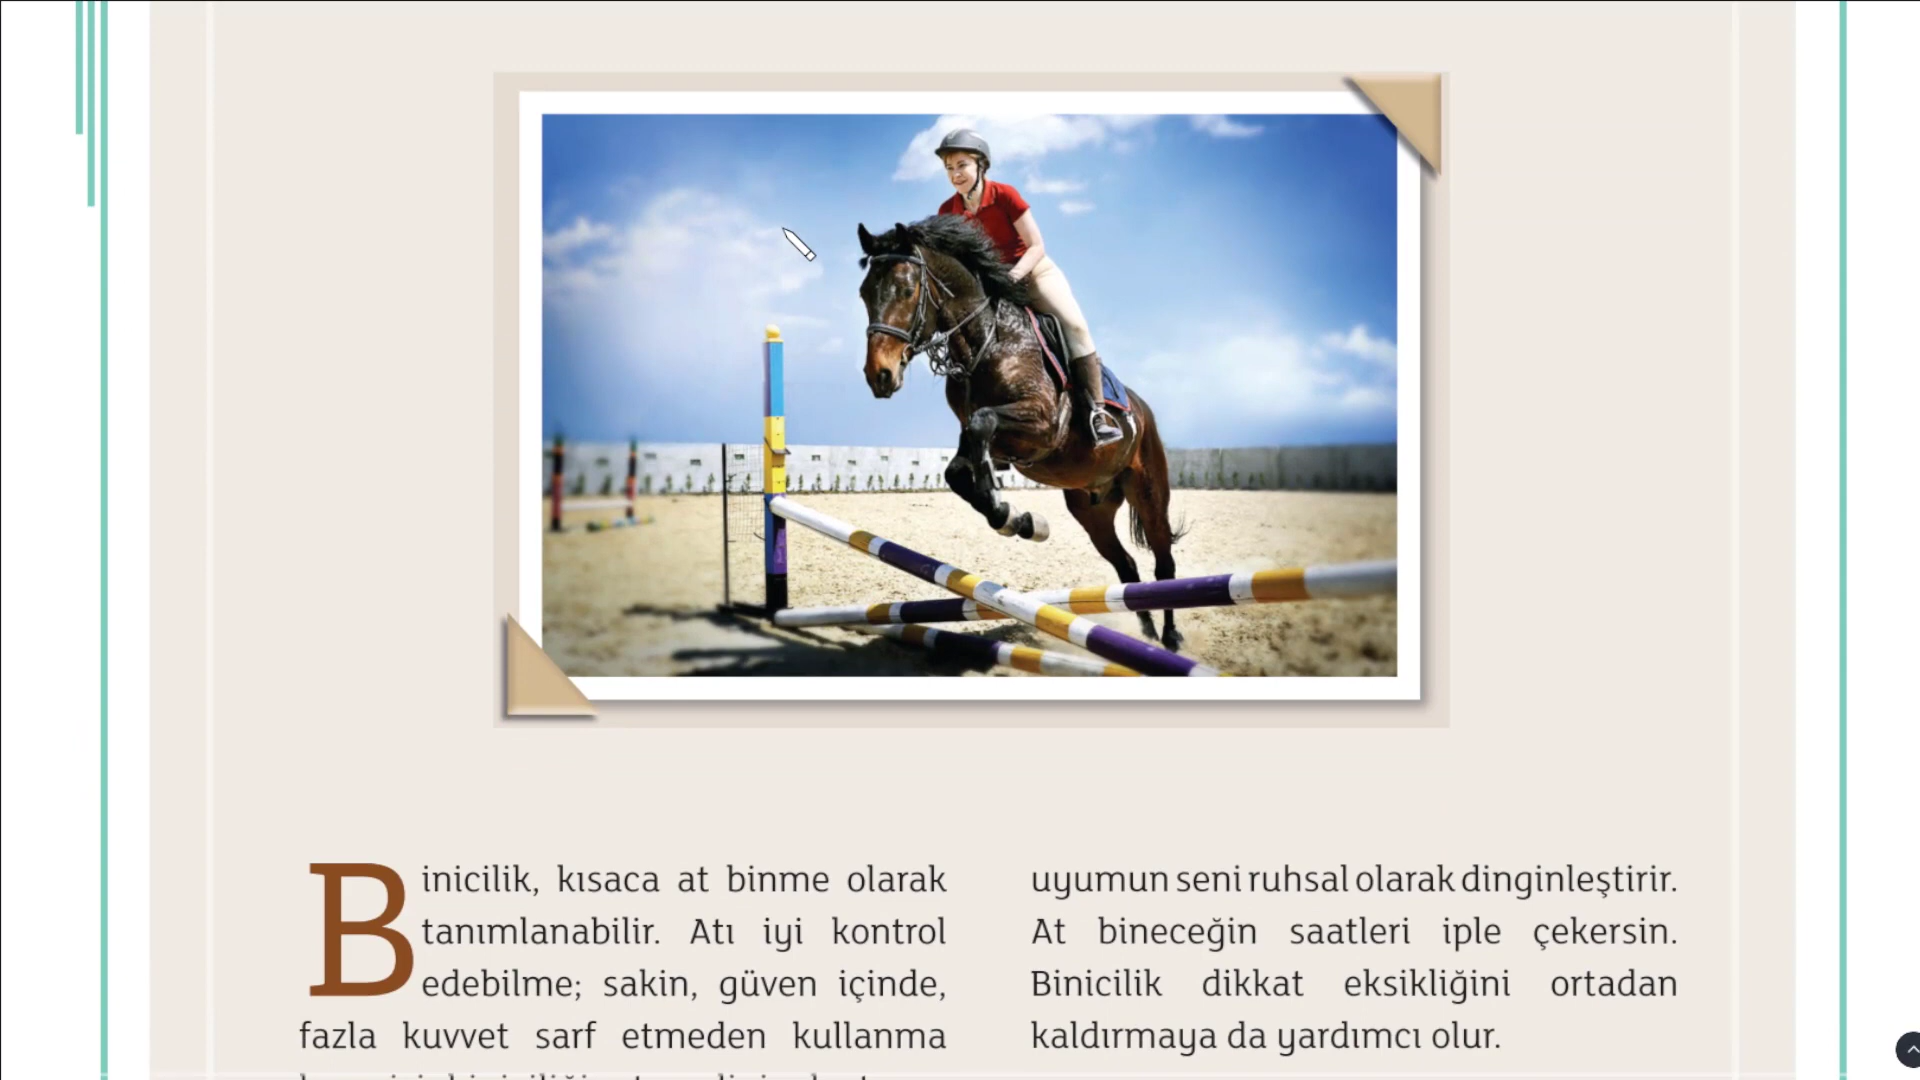 Binicilik, kısaca at binme olarak
tanımlanabilir. Atı iyi kontrol
edebilme; sakin, güven içinde,
fazla kuvvet sarf etmeden kullanma
uyumun seni ruhsal olarak dinginleştirir.
At bineceğin saatleri iple çekersin.
Binicilik dikkat eksikliğini ortadan
kaldırmaya da yardımcı olur.